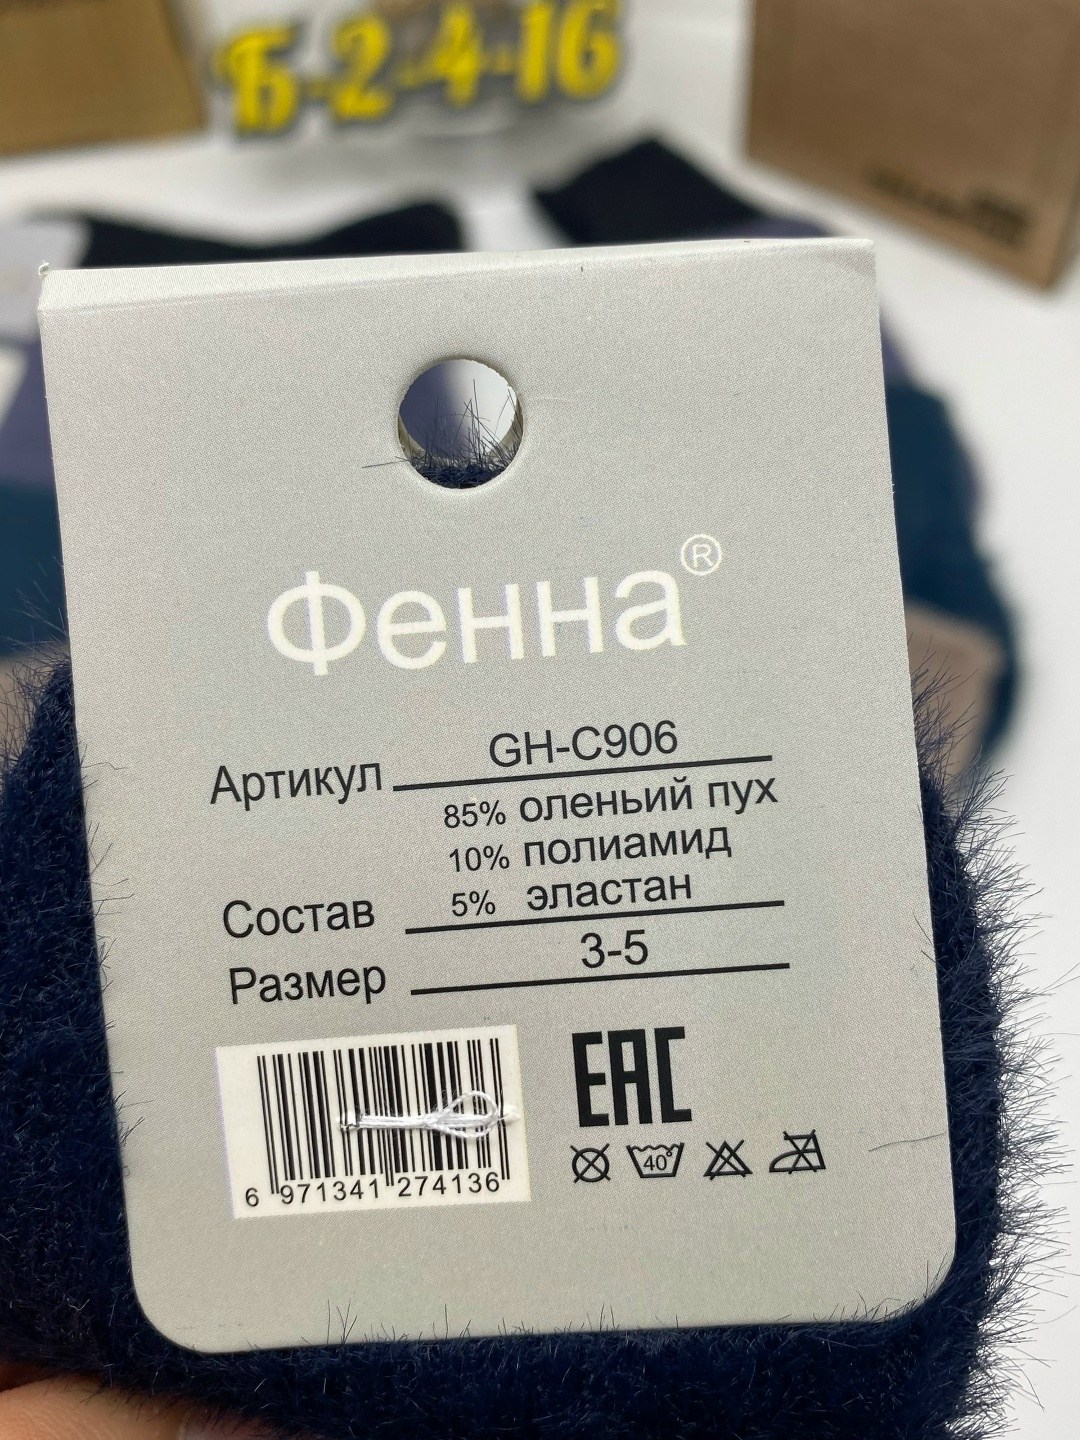 Б-2-4-16
Фенна®
Артикул GH-C906
85% оленьий пух
10% полиамид
Состав 5% эластан
Размер 3-5
EAC
40°
6 971341 274136